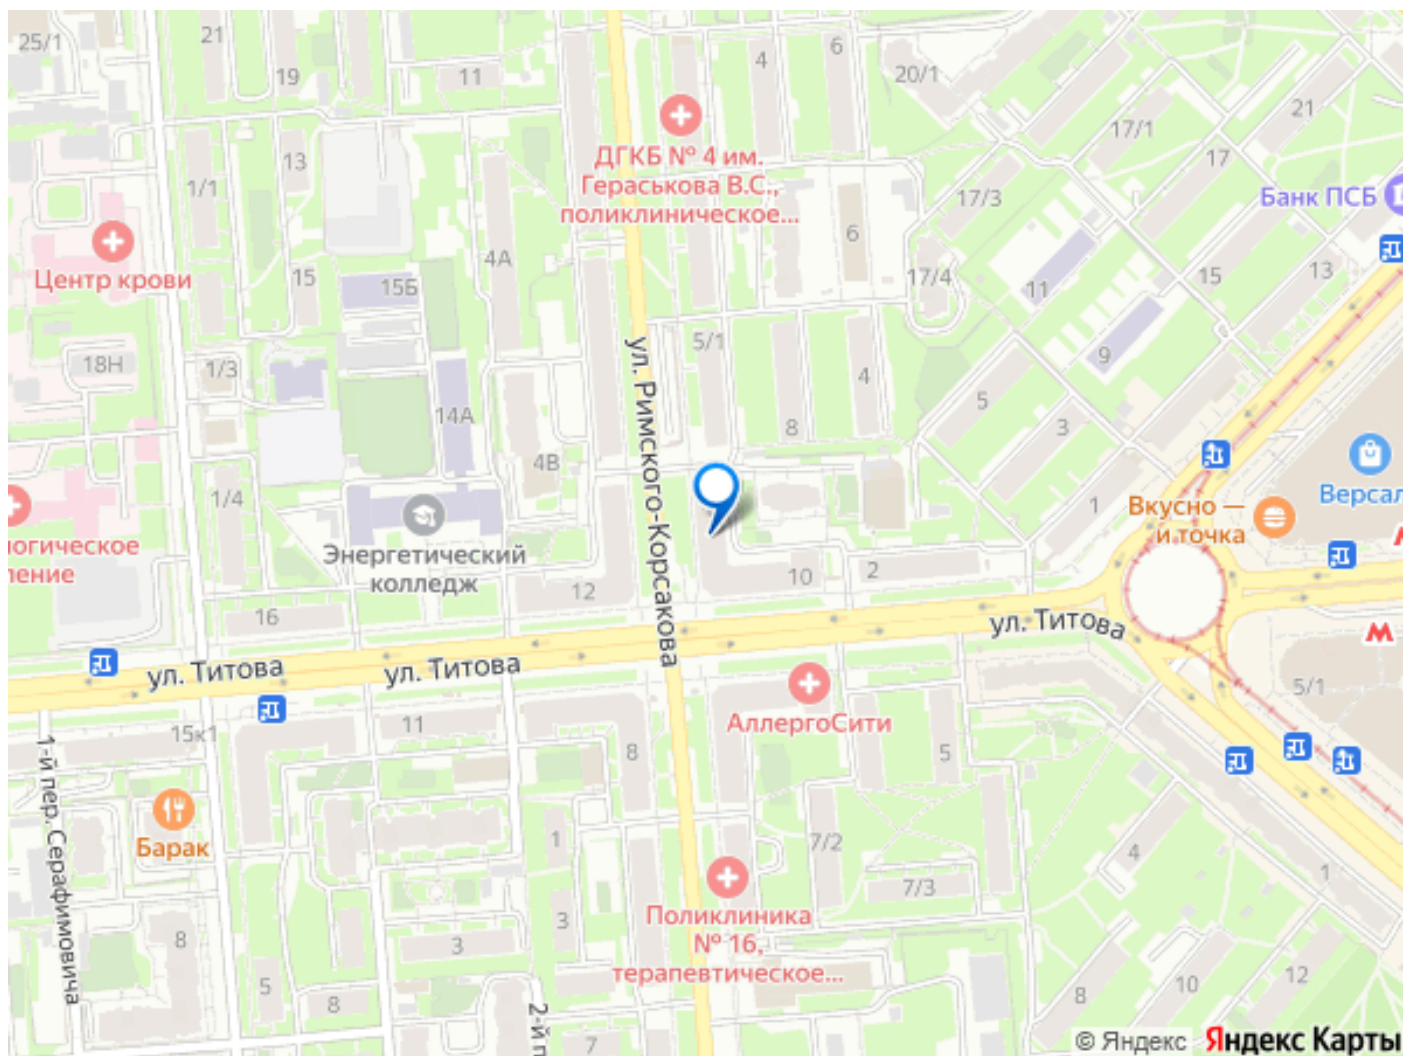 25/1
21
19
11
4
6
20/1
21
17/1
17
ДГКБ № 4 им.
Гераськова В.С.,
поликлиническое...
13
1/1
17/3
Банк ПСБ
Центр крови
4А
6
15
15Б
17/4
11
15
13
ул. Римского-Корсакова
5/1
18Н
1/3
4
9
5
14А
8
3
4В
1/4
1
Версал
Вкусно —
и точка
логическое
ление
Энергетический
колледж
12
10
2
16
ул. Титова
ул. Титова
ул. Титова
АллергоСити
5/1
15к1
11
8
5
1-й пер. Серафимовича
Барак
1
7/2
4
1
7/3
Поликлиника
№ 16,
терапевтическое...
3
8
3
5
8
2-й п
7
8
10
12
© Яндекс Яндекс Карты